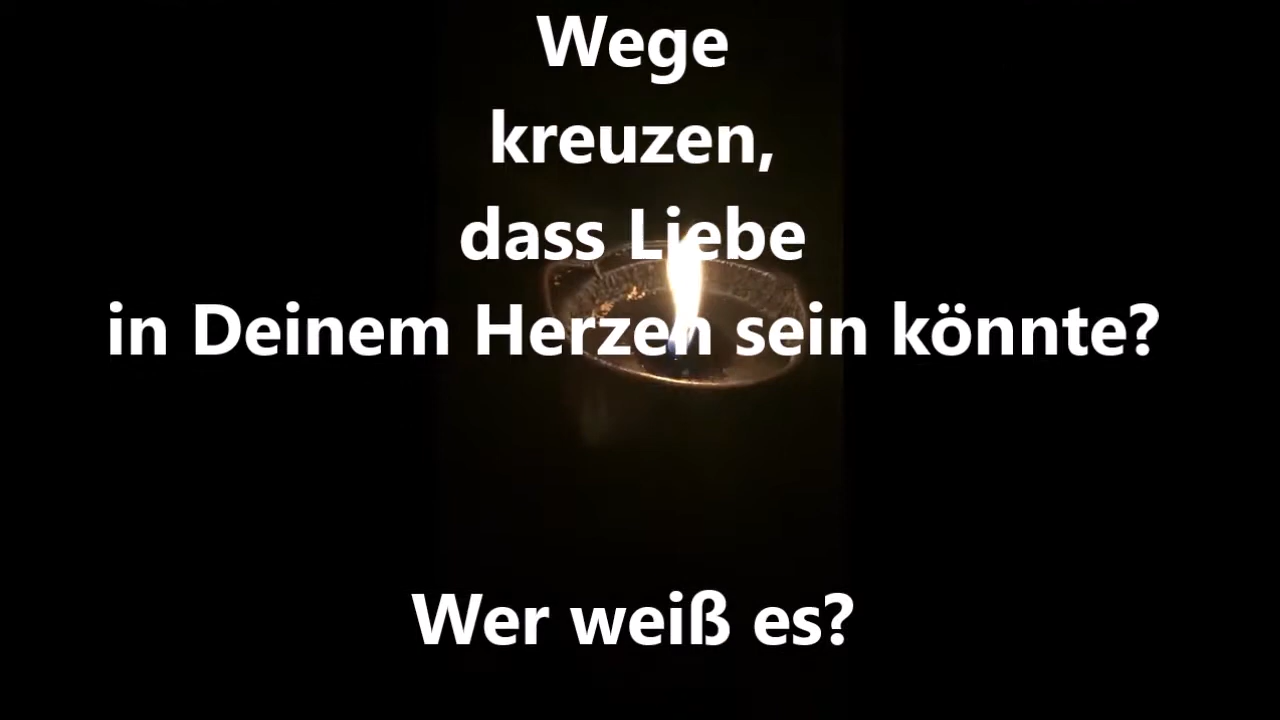 Wege
kreuzen,
dass Liebe
in Deinem Herzen sein könnte?
Wer weiß es?